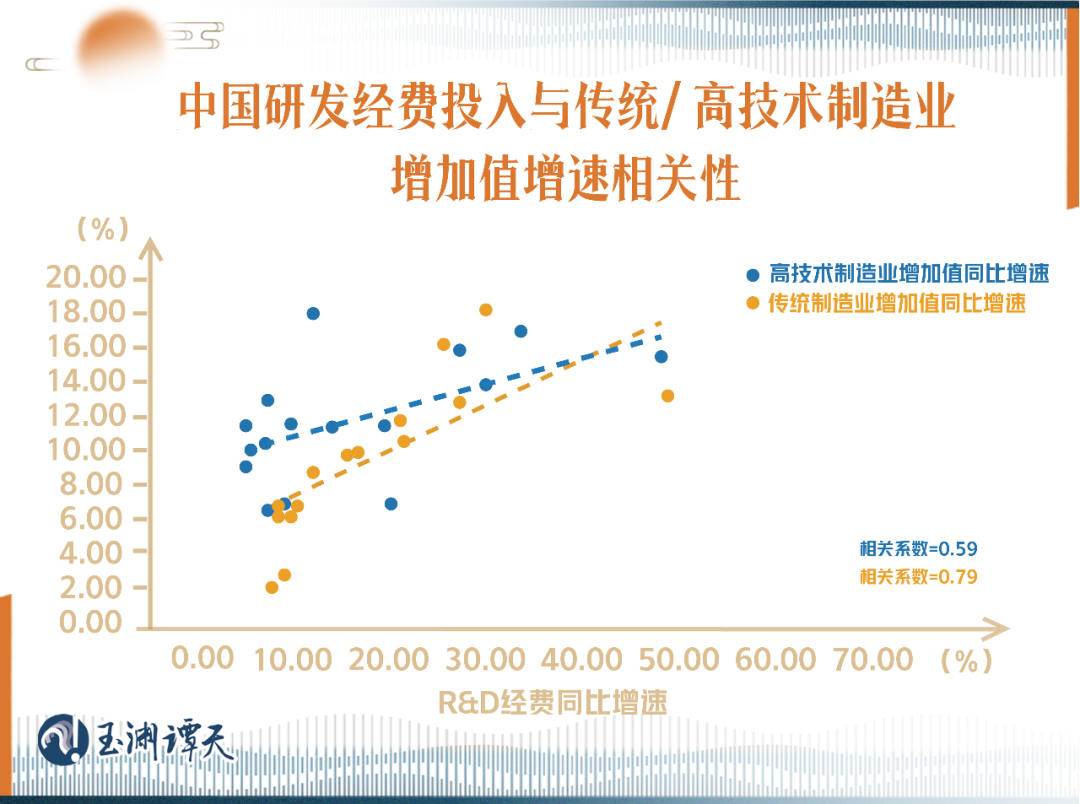 中国研发经费投入与传统/高技术制造业
增加值增速相关性
(%)
高技术制造业增加值同比增速
传统制造业增加值同比增速
20.00
18.00
16.00
14.00
12.00
10.00
8.00
6.00
4.00
2.00
0.00
相关系数=0.59
相关系数=0.79
0.00 10.00 20.00 30.00 40.00 50.00 60.00 70.00 (%)
R&D经费同比增速
玉渊谭天